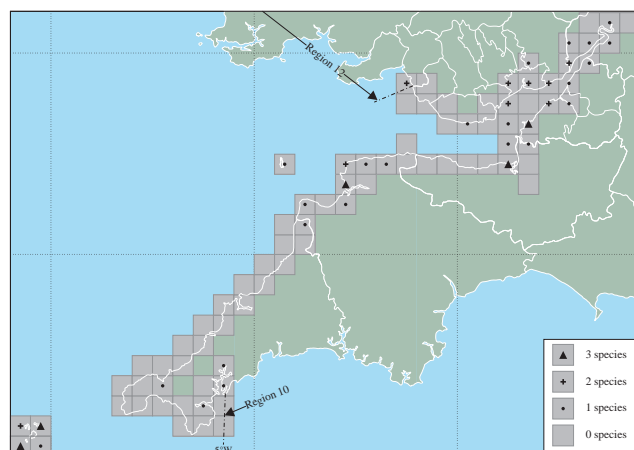 Region 12
3 species
2 species
1 species
0 species
Region 10
5°W